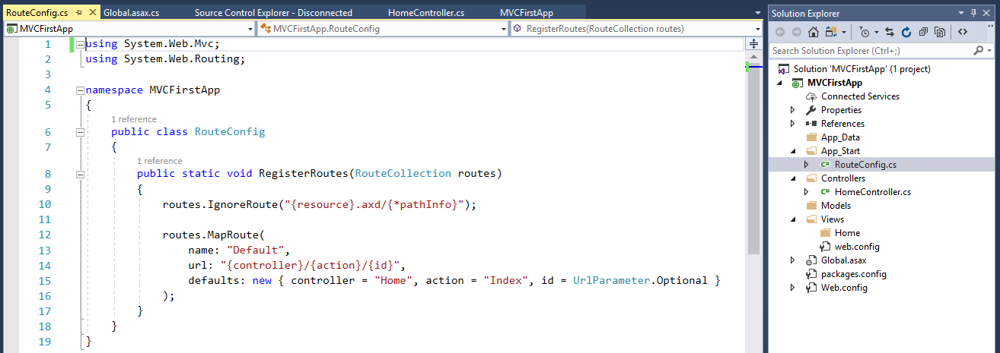 RouteConfig.cs
Global.asax.cs
Source Control Explorer - Disconnected
HomeController.cs
MVCFirstApp
MVCFirstApp
MVCFirstApp.RouteConfig
RegisterRoutes(RouteCollection routes)
1 using System.Web.Mvc;
2 using System.Web.Routing;
3
4 namespace MVCFirstApp
5 {
1 reference
6 public class RouteConfig
7 {
1 reference
8 public static void RegisterRoutes(RouteCollection routes)
9 {
10 routes.IgnoreRoute("{resource}.axd/{*pathInfo}");
11
12 routes.MapRoute(
13 name: "Default",
14 url: "{controller}/{action}/{id}",
15 defaults: new { controller = "Home", action = "Index", id = UrlParameter.Optional }
16 );
17 }
18 }
19 }
Solution Explorer
Search Solution Explorer (Ctrl+;)
Solution 'MVCFirstApp' (1 project)
MVCFirstApp
Connected Services
Properties
References
App_Data
App_Start
C# RouteConfig.cs
Controllers
C# HomeController.cs
Models
Views
Home
web.config
Global.asax
packages.config
Web.config